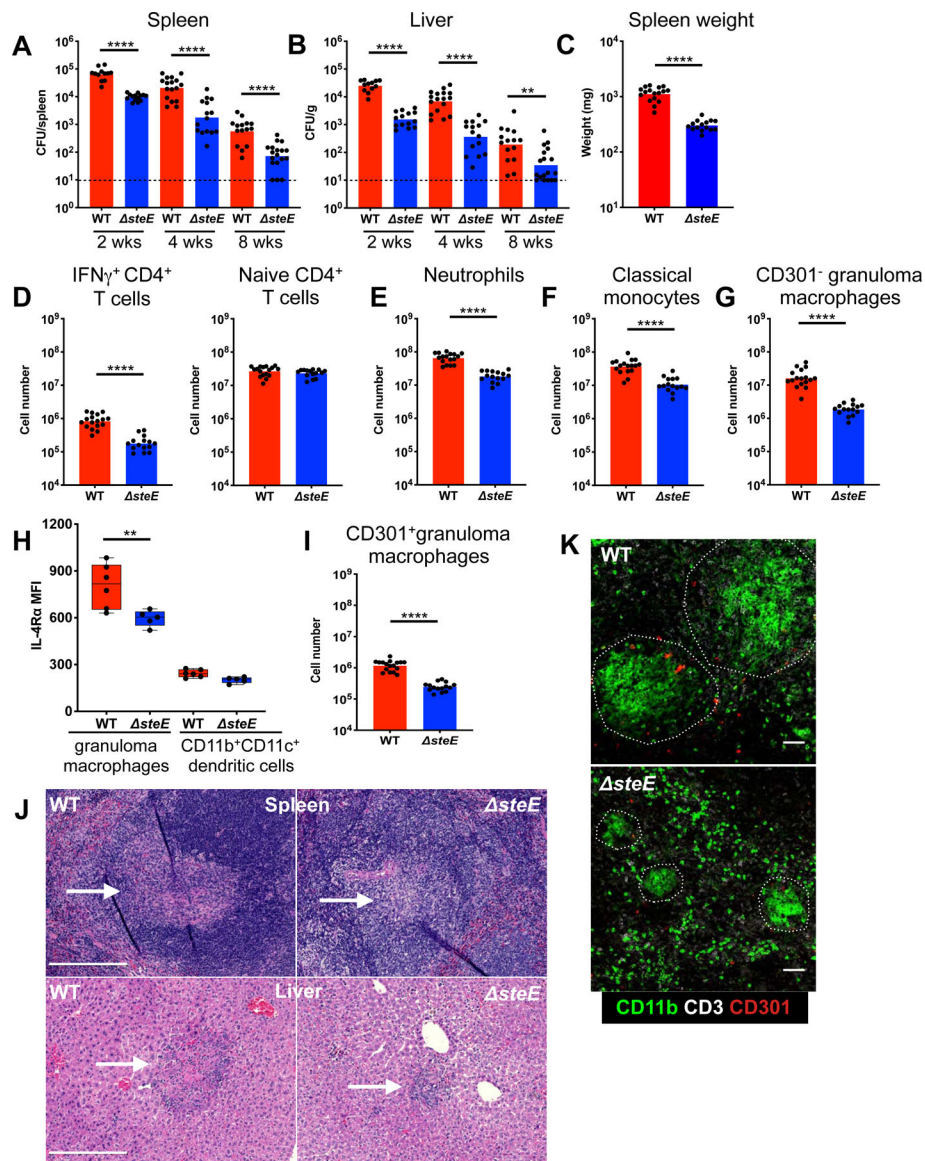 Spleen
Liver
Spleen weight
A
B
C
CFU/spleen
10⁶
10⁵
10⁴
10³
10²
10¹
10⁰
****
****
****
WT ΔsteE WT ΔsteE WT ΔsteE
2 wks 4 wks 8 wks
CFU/g
10⁶
10⁵
10⁴
10³
10²
10¹
10⁰
****
****
**
WT ΔsteE WT ΔsteE WT ΔsteE
2 wks 4 wks 8 wks
Weight (mg)
10³
10²
10¹
****
WT ΔsteE
D
IFNγ⁺ CD4⁺
T cells
Cell number
10⁹
10⁸
10⁷
10⁶
10⁵
10⁴
****
WT ΔsteE
Naive CD4⁺
T cells
Cell number
10⁹
10⁸
10⁷
10⁶
10⁵
10⁴
WT ΔsteE
E
Neutrophils
Cell number
10⁹
10⁸
10⁷
10⁶
10⁵
10⁴
****
WT ΔsteE
F
Classical
monocytes
Cell number
10⁹
10⁸
10⁷
10⁶
10⁵
10⁴
****
WT ΔsteE
G
CD301⁻ granuloma
macrophages
Cell number
10⁹
10⁸
10⁷
10⁶
10⁵
10⁴
****
WT ΔsteE
H
IL-4Rα MFI
1200
900
600
300
0
**
WT ΔsteE WT ΔsteE
granuloma
macrophages
CD11b⁺CD11c⁺
dendritic cells
I
CD301⁺granuloma
macrophages
Cell number
10⁹
10⁸
10⁷
10⁶
10⁵
10⁴
****
WT ΔsteE
J
WT Spleen ΔsteE
WT Liver ΔsteE
K
WT
ΔsteE
CD11b CD3 CD301